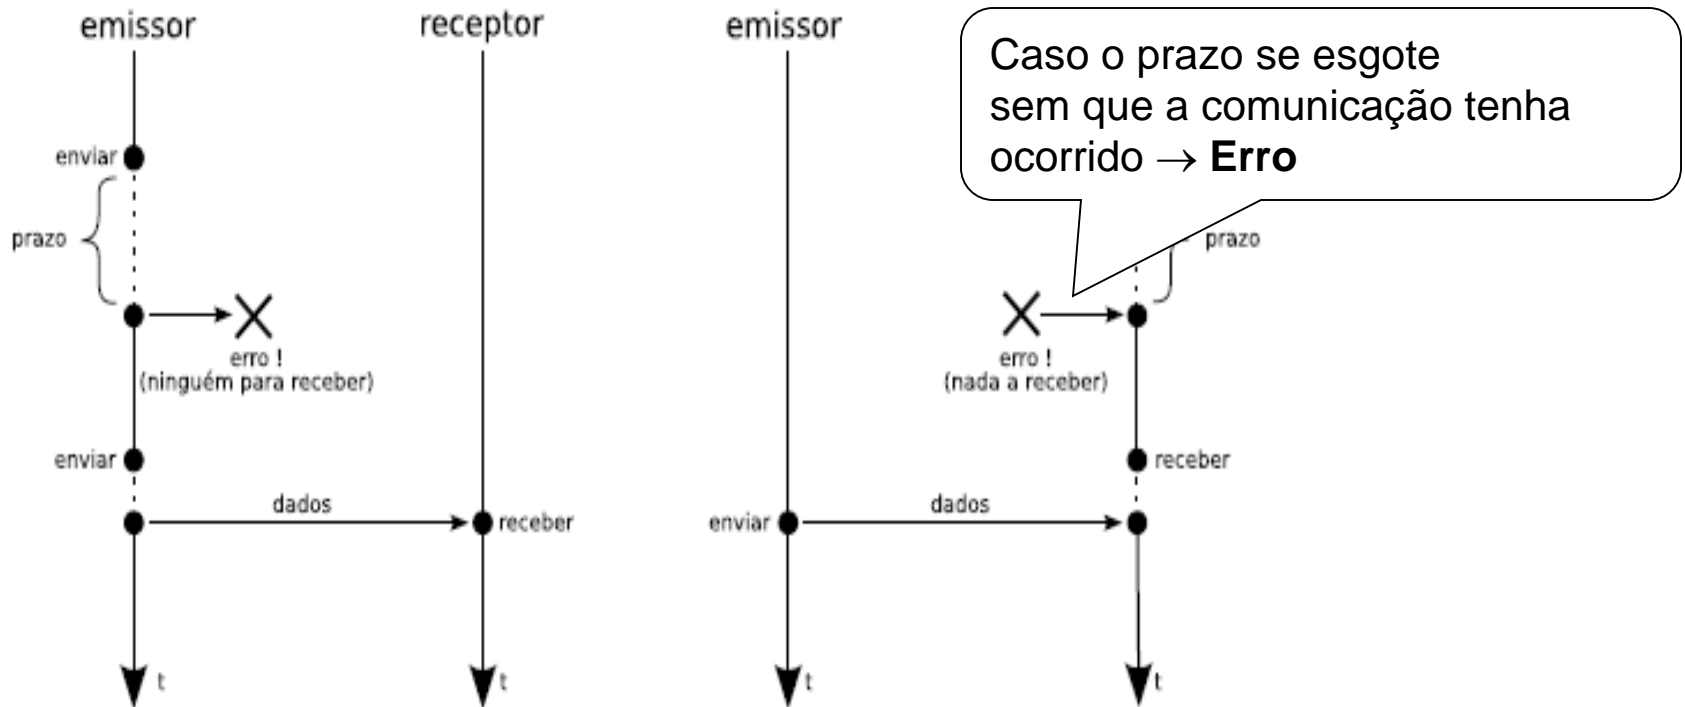 emissor
receptor
emissor
Caso o prazo se esgote
sem que a comunicação tenha
ocorrido → Erro
enviar
prazo
prazo
erro !
(ninguém para receber)
erro !
(nada a receber)
enviar
receber
dados
receber
enviar
dados
t
t
t
t